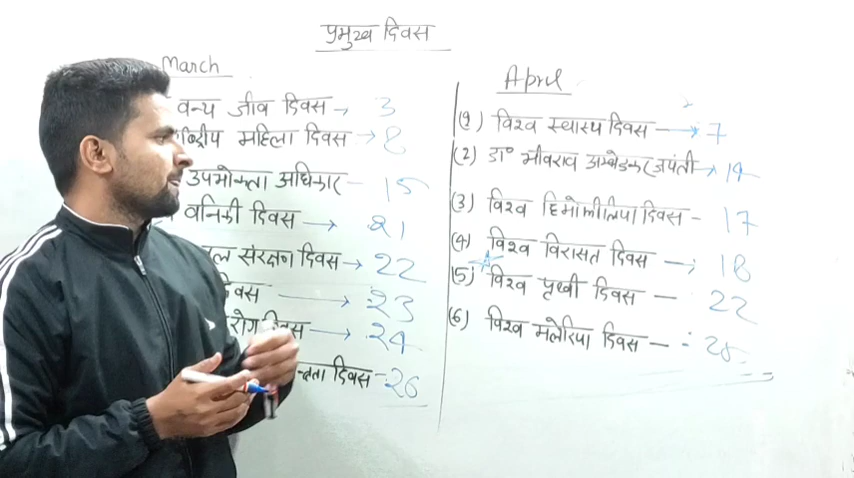 प्रमुख दिवस
March
वन्य जीव दिवस → 3
महिला दिवस → 8
उपभोक्ता अधिकार - 15
वानिकी दिवस → 21
संरक्षण दिवस → 22
दिवस → 23
रोग दिवस → 24
दिवस - 26
April
(1) विश्व स्वास्थ्य दिवस → 7
(2) डा० भीवराव अम्बेडकर जयंती → 14
(3) विश्व हिमोफीलिया दिवस - 17
(4) विश्व विरासत दिवस → 18
(5) विश्व पृथ्वी दिवस - 22
(6) विश्व मलेरिया दिवस - 25